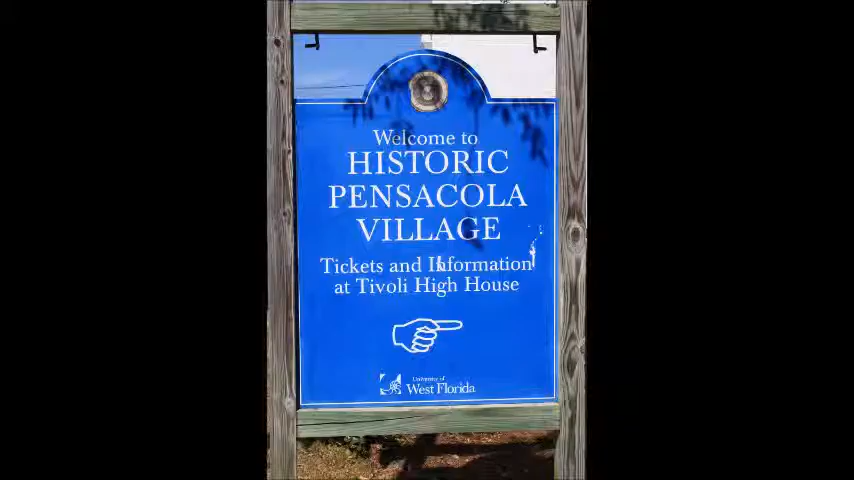 Welcome to
HISTORIC
PENSACOLA
VILLAGE
Tickets and Information
at Tivoli High House
University of
West Florida